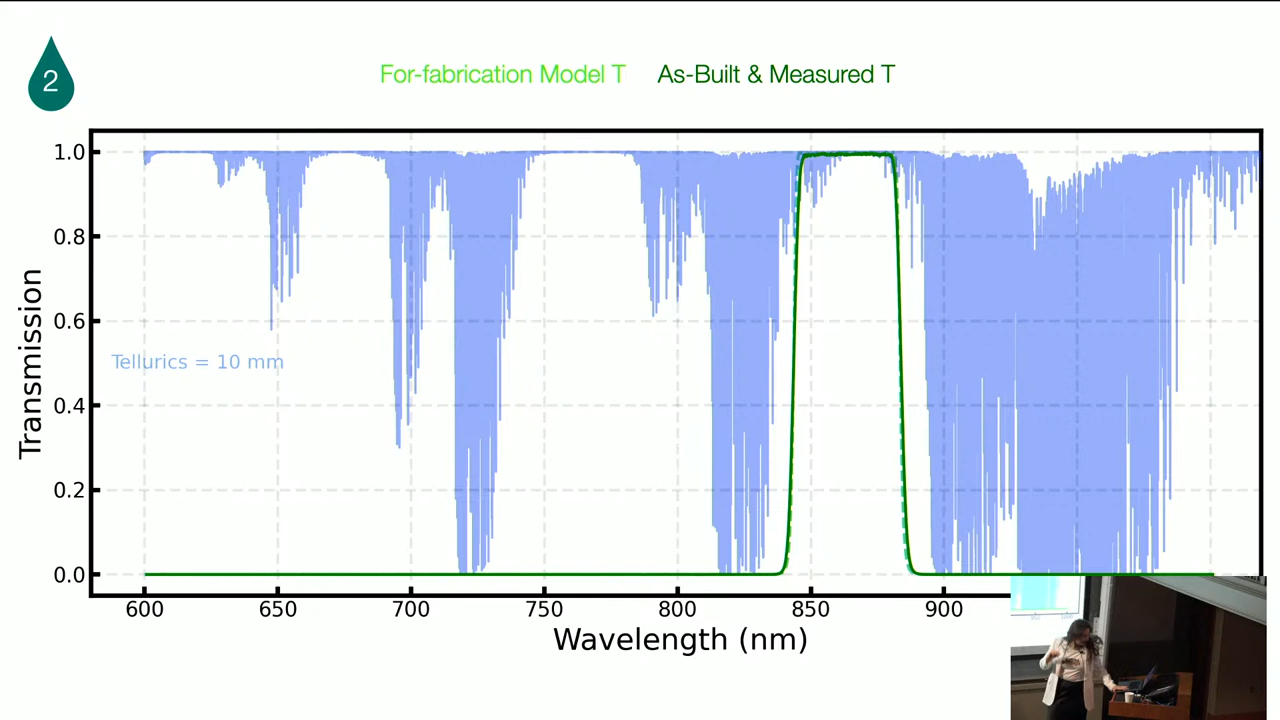 2
For-fabrication Model T
As-Built & Measured T
1.0
0.8
0.6
0.4
0.2
0.0
Transmission
Tellurics = 10 mm
600 650 700 750 800 850 900
Wavelength (nm)